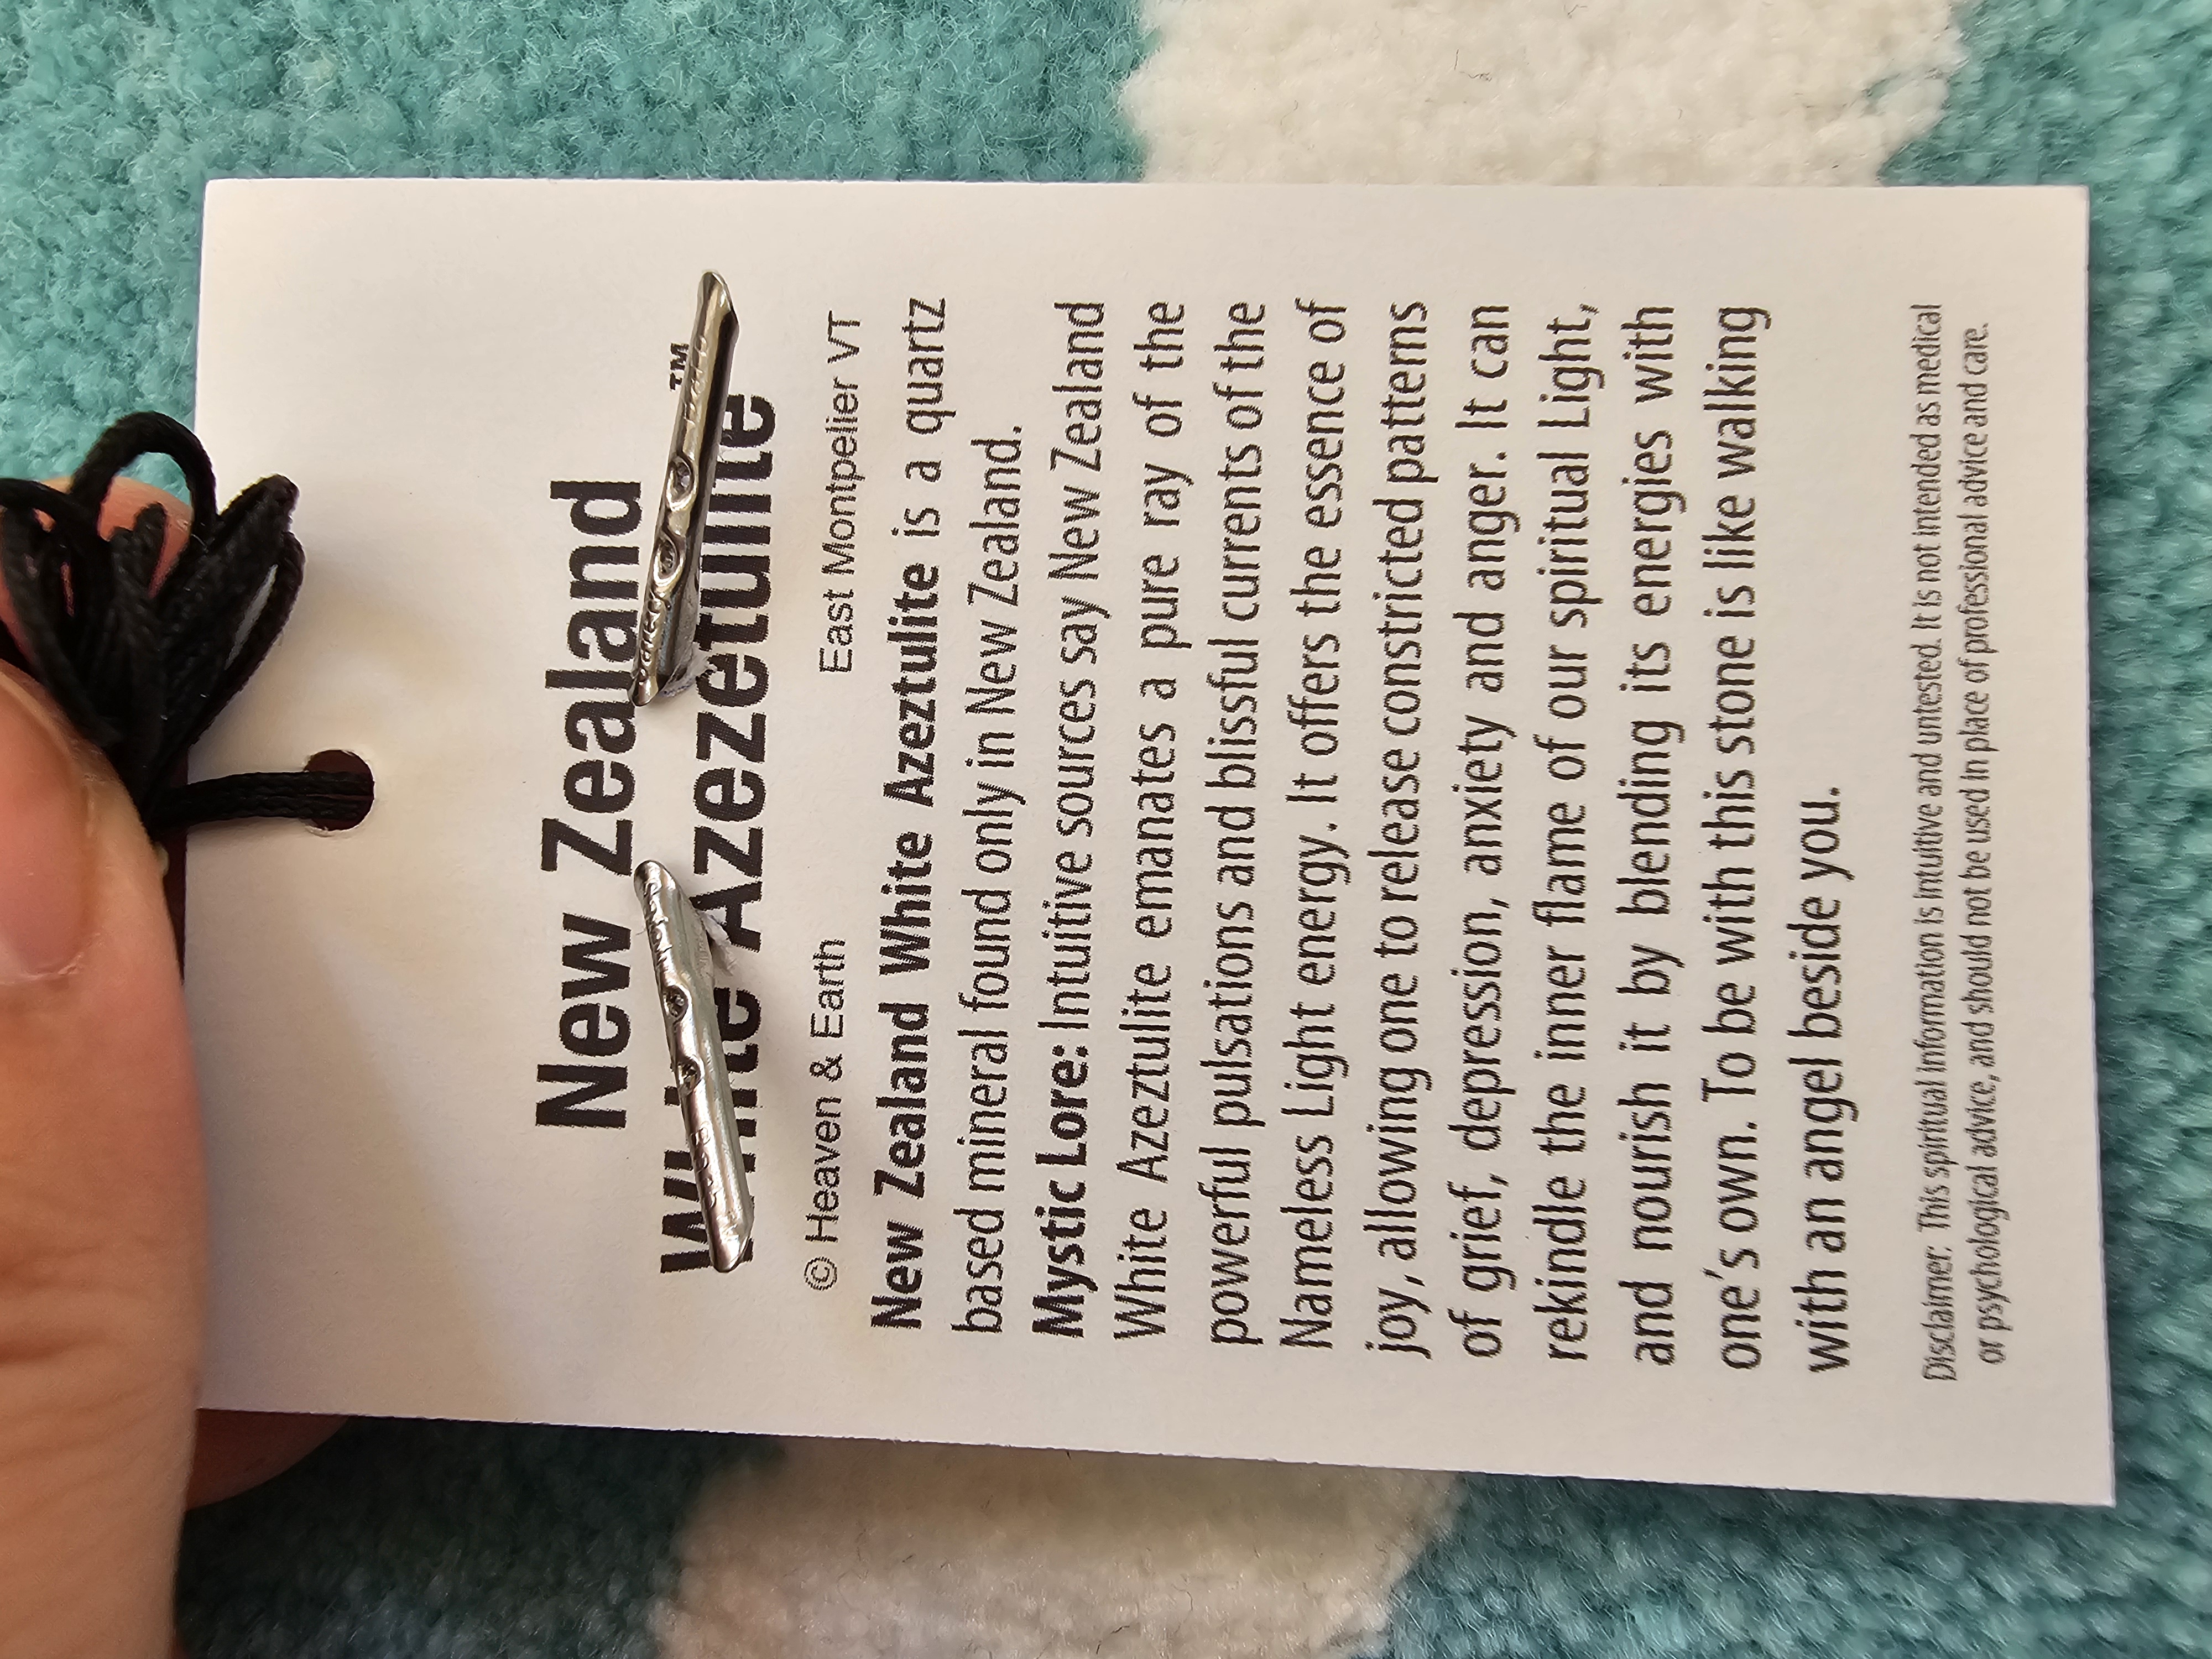 New Zealand
White Azezetulite™
© Heaven & Earth East Montpelier VT
New Zealand White Azeztulite is a quartz
based mineral found only in New Zealand.
Mystic Lore: Intuitive sources say New Zealand
White Azeztulite emanates a pure ray of the
powerful pulsations and blissful currents of the
Nameless Light energy. It offers the essence of
joy, allowing one to release constricted patterns
of grief, depression, anxiety and anger. It can
rekindle the inner flame of our spiritual Light,
and nourish it by blending its energies with
one's own. To be with this stone is like walking
with an angel beside you.
Disclaimer: This spiritual information is intuitive and untested. It is not intended as medical
or psychological advice, and should not be used in place of professional advice and care.